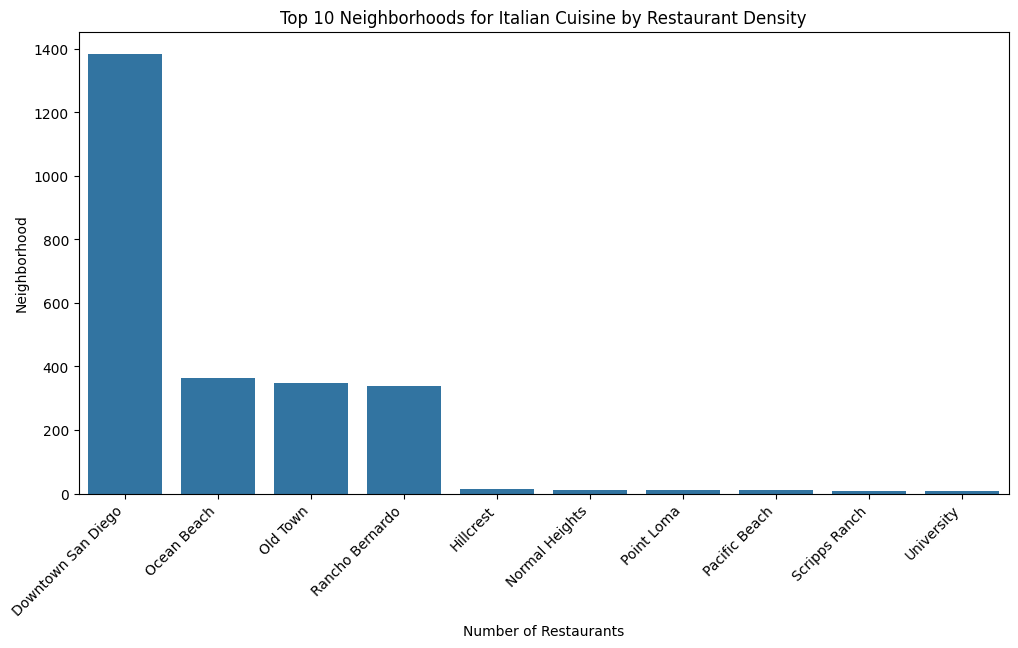 Top 10 Neighborhoods for Italian Cuisine by Restaurant Density
Neighborhood
1400
1200
1000
800
600
400
200
0
Downtown San Diego
Ocean Beach
Old Town
Rancho Bernardo
Hillcrest
Normal Heights
Point Loma
Pacific Beach
Scripps Ranch
University
Number of Restaurants